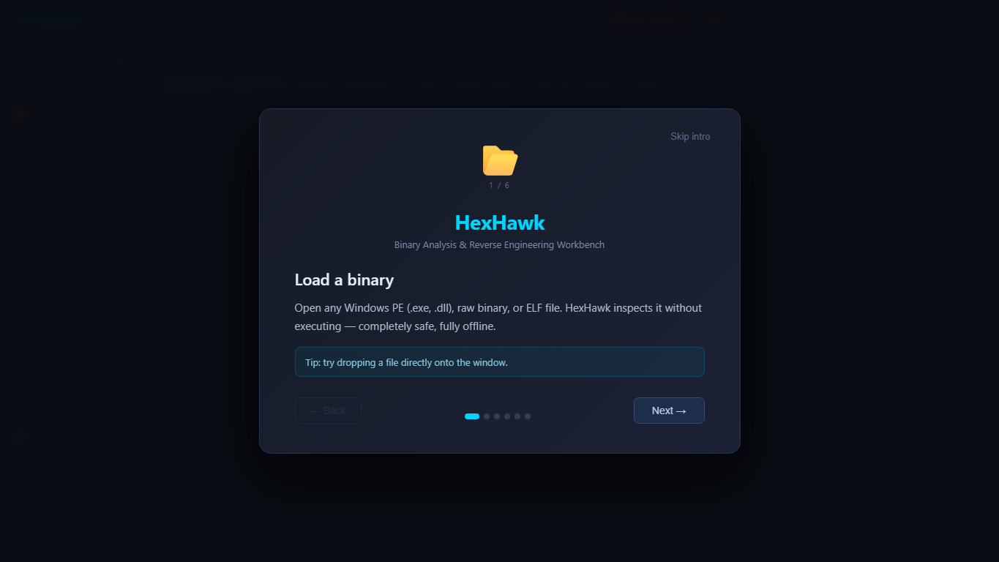 Skip intro
1 / 6
HexHawk
Binary Analysis & Reverse Engineering Workbench
Load a binary
Open any Windows PE (.exe, .dll), raw binary, or ELF file. HexHawk inspects it without
executing — completely safe, fully offline.
Tip: try dropping a file directly onto the window.
← Back
Next →